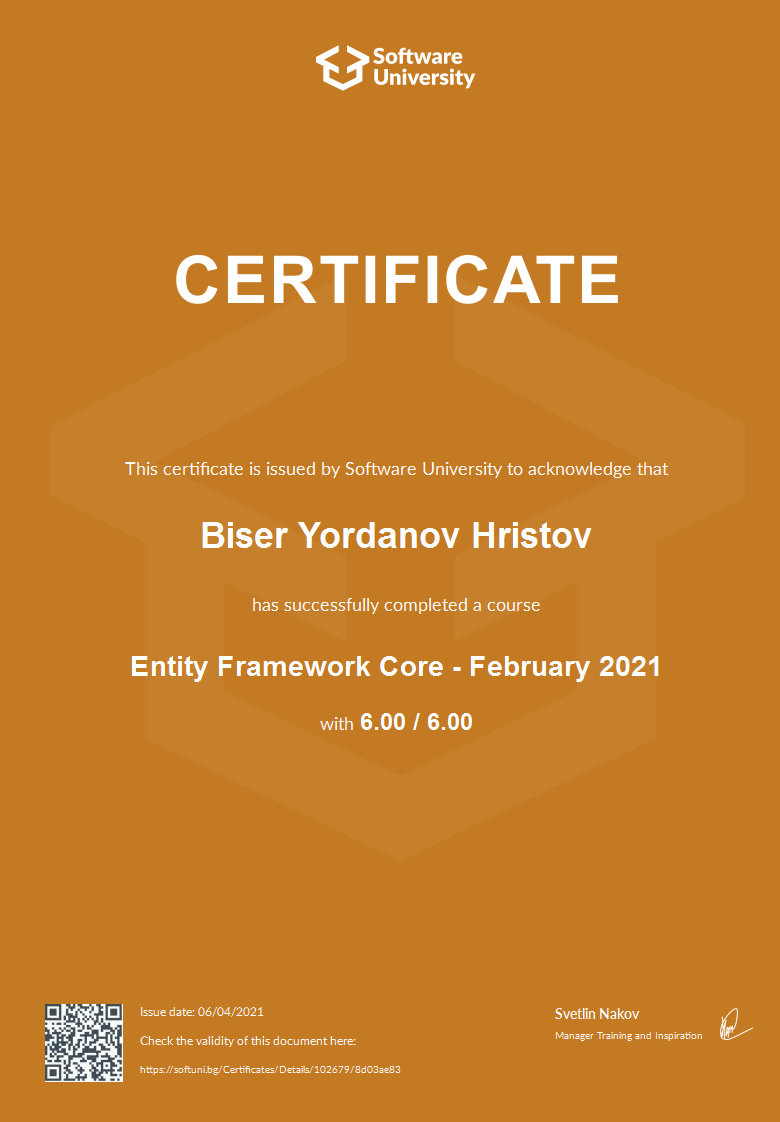 Software
University
CERTIFICATE
This certificate is issued by Software University to acknowledge that
Biser Yordanov Hristov
has successfully completed a course
Entity Framework Core - February 2021
with 6.00 / 6.00
Issue date: 06/04/2021
Check the validity of this document here:
https://softuni.bg/Certificates/Details/102679/8d03ae83
Svetlin Nakov
Manager Training and Inspiration